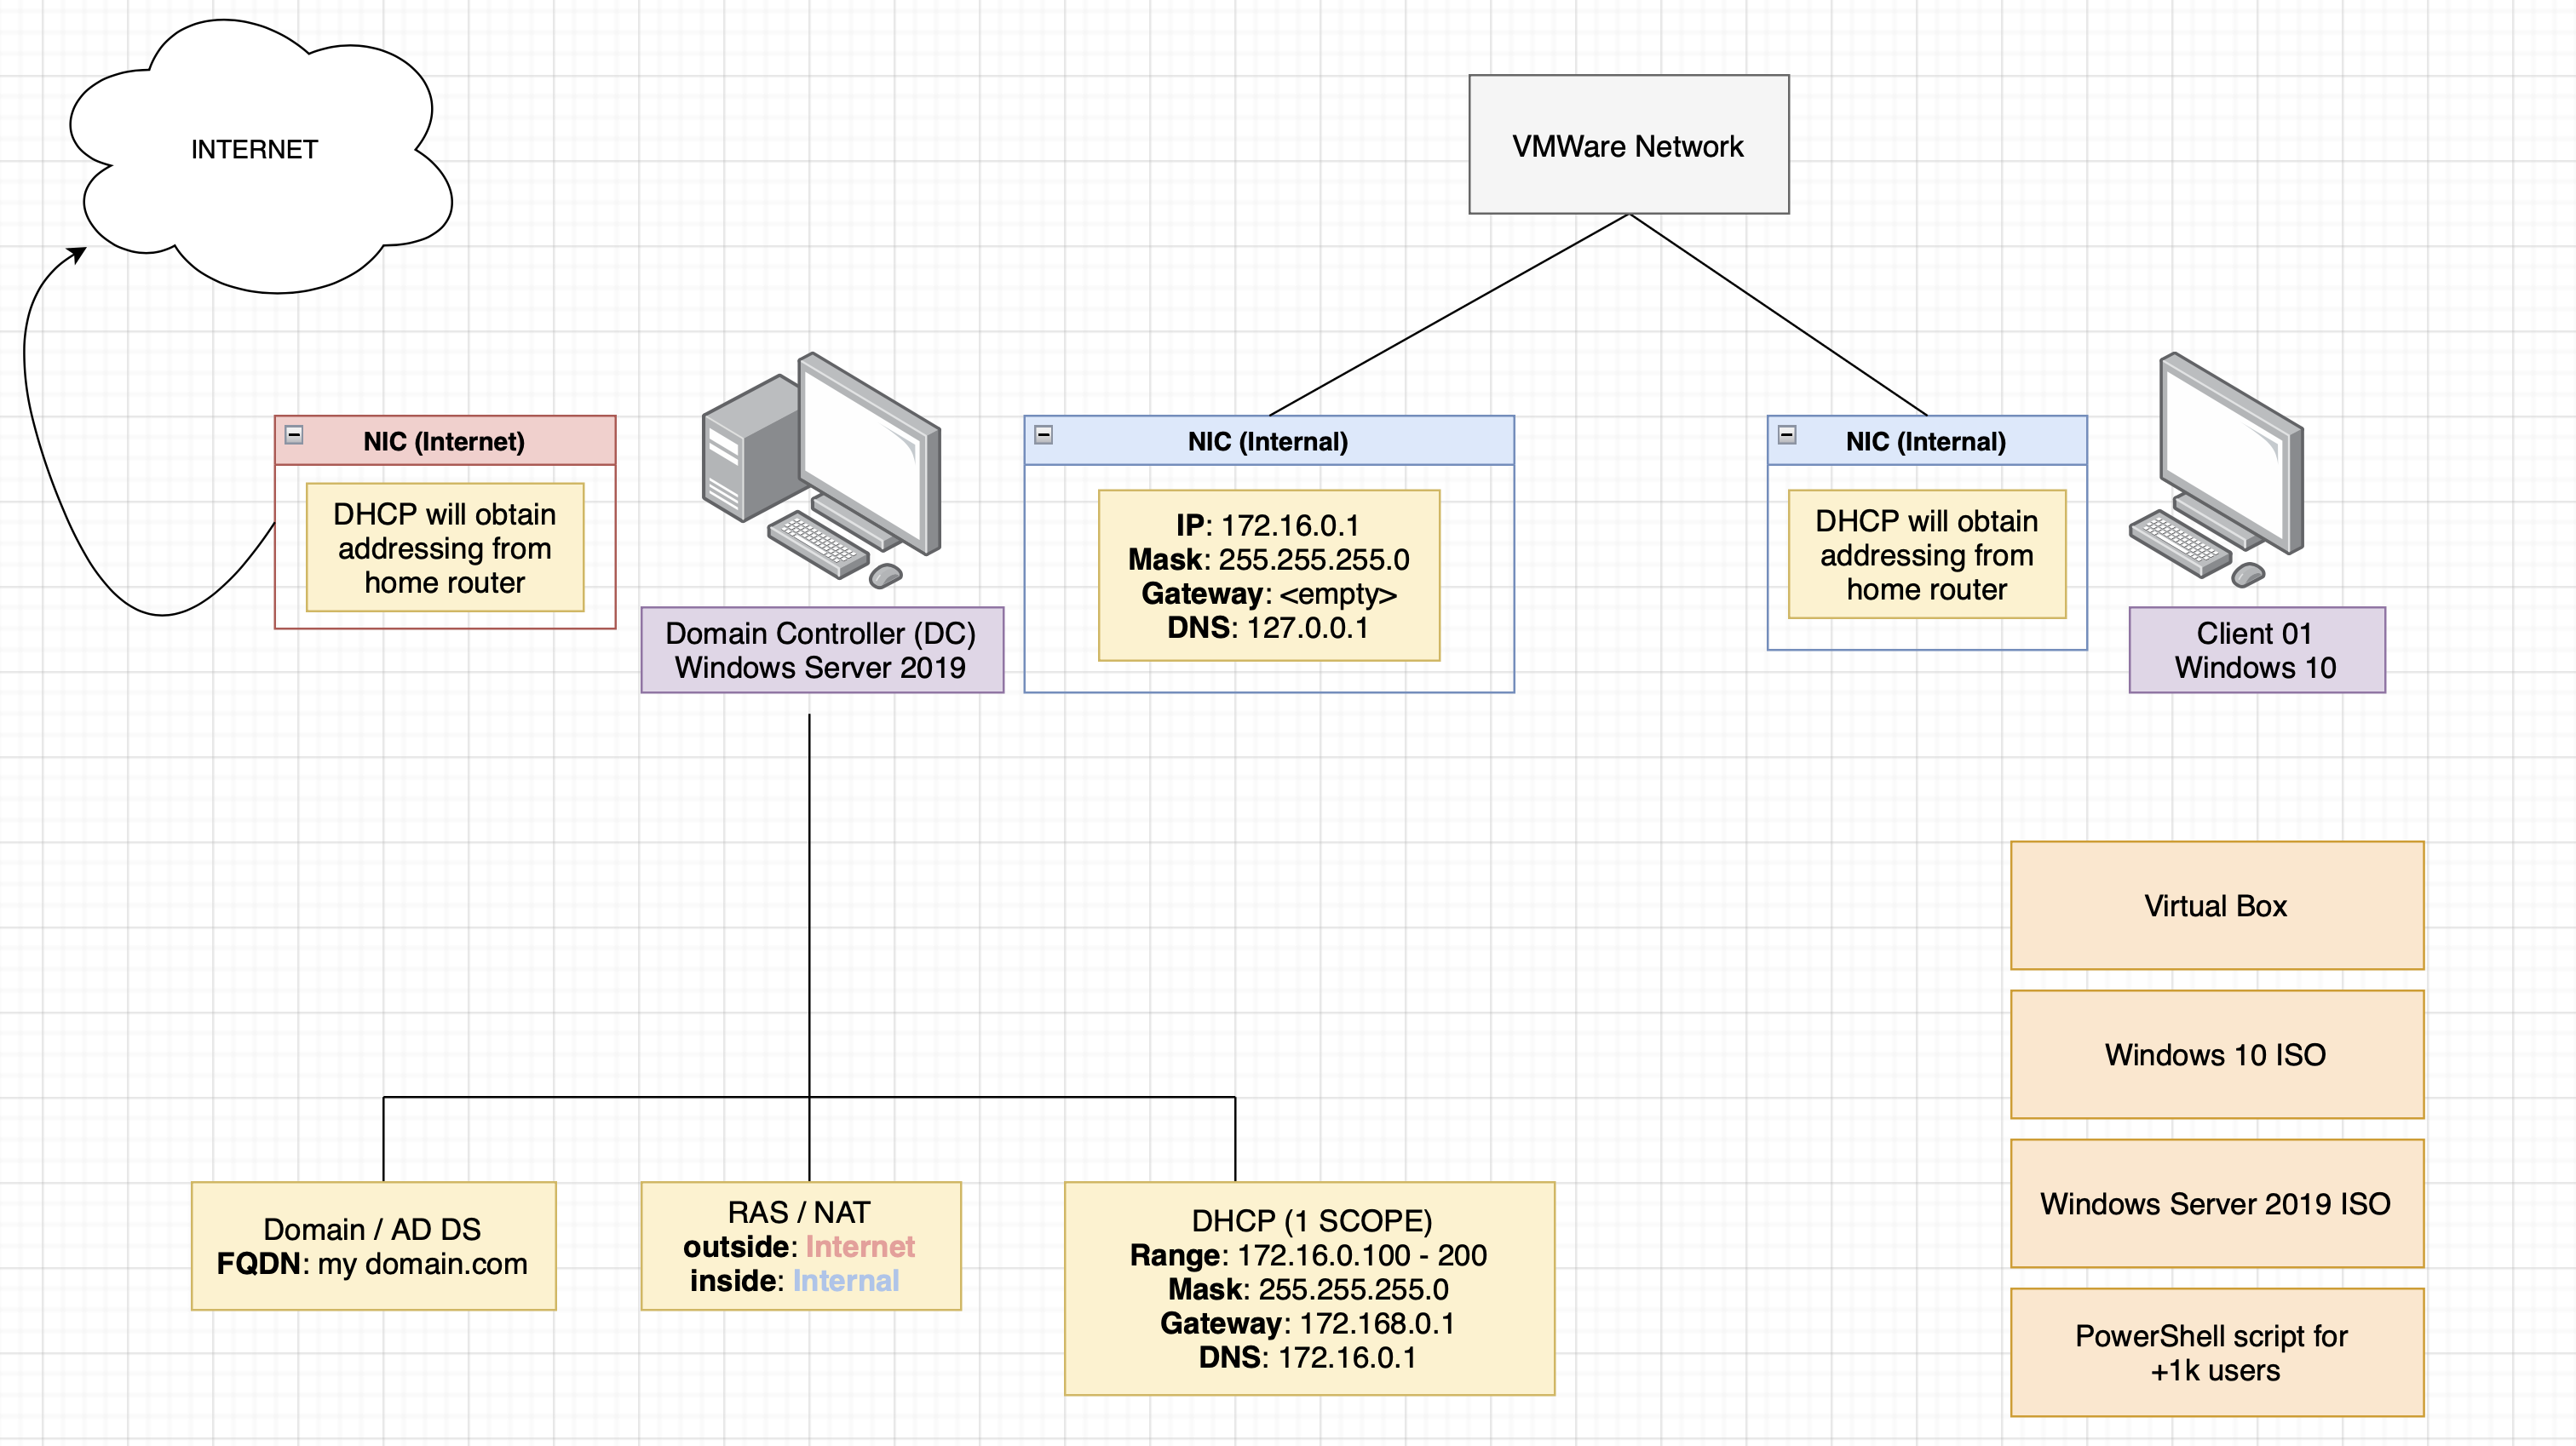 INTERNET
VMWare Network
NIC (Internet)
DHCP will obtain
addressing from
home router
Domain Controller (DC)
Windows Server 2019
NIC (Internal)
IP: 172.16.0.1
Mask: 255.255.255.0
Gateway: <empty>
DNS: 127.0.0.1
NIC (Internal)
DHCP will obtain
addressing from
home router
Client 01
Windows 10
Domain / AD DS
FQDN: my domain.com
RAS / NAT
outside: Internet
inside: Internal
DHCP (1 SCOPE)
Range: 172.16.0.100 - 200
Mask: 255.255.255.0
Gateway: 172.168.0.1
DNS: 172.16.0.1
Virtual Box
Windows 10 ISO
Windows Server 2019 ISO
PowerShell script for
+1k users